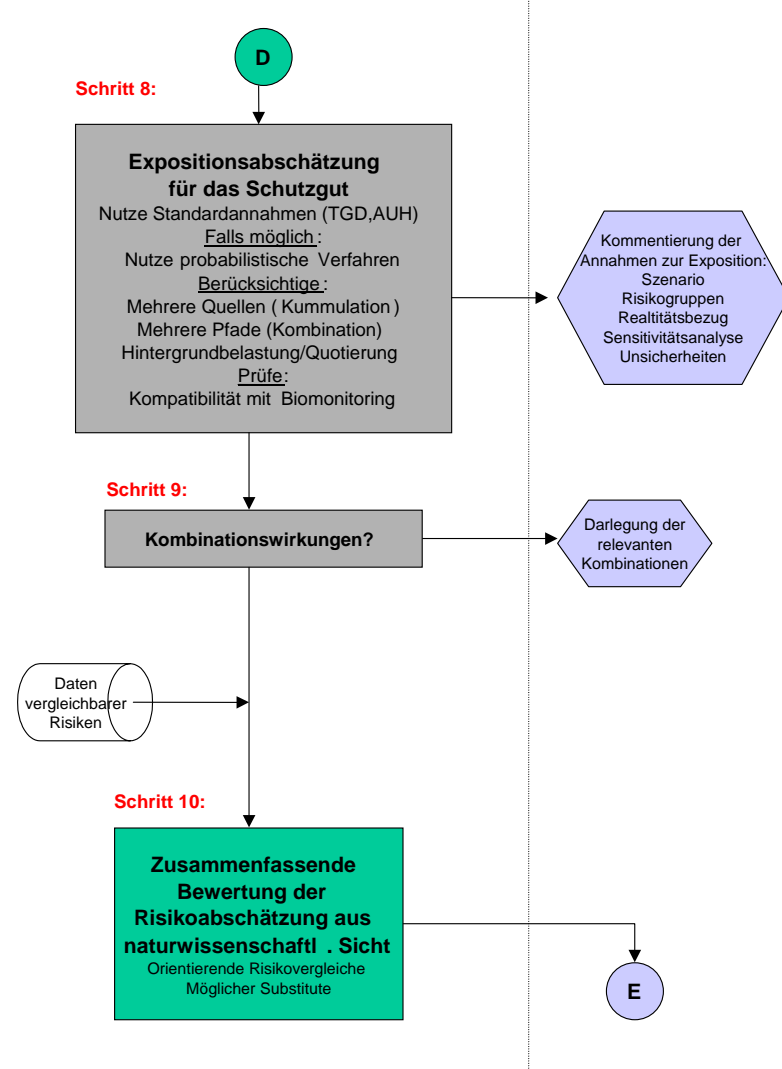 D
Schritt 8:
Expositionsabschätzung
für das Schutzgut
Nutze Standardannahmen (TGD,AUH)
Falls möglich :
Nutze probabilistische Verfahren
Berücksichtige :
Mehrere Quellen ( Kummulation )
Mehrere Pfade (Kombination)
Hintergrundbelastung/Quotierung
Prüfe:
Kompatibilität mit Biomonitoring
Kommentierung der
Annahmen zur Exposition:
Szenario
Risikogruppen
Realtitätsbezug
Sensitivitätsanalyse
Unsicherheiten
Schritt 9:
Kombinationswirkungen?
Darlegung der
relevanten
Kombinationen
Daten
vergleichbarer
Risiken
Schritt 10:
Zusammenfassende
Bewertung der
Risikoabschätzung aus
naturwissenschaftl . Sicht
Orientierende Risikovergleiche
Möglicher Substitute
E